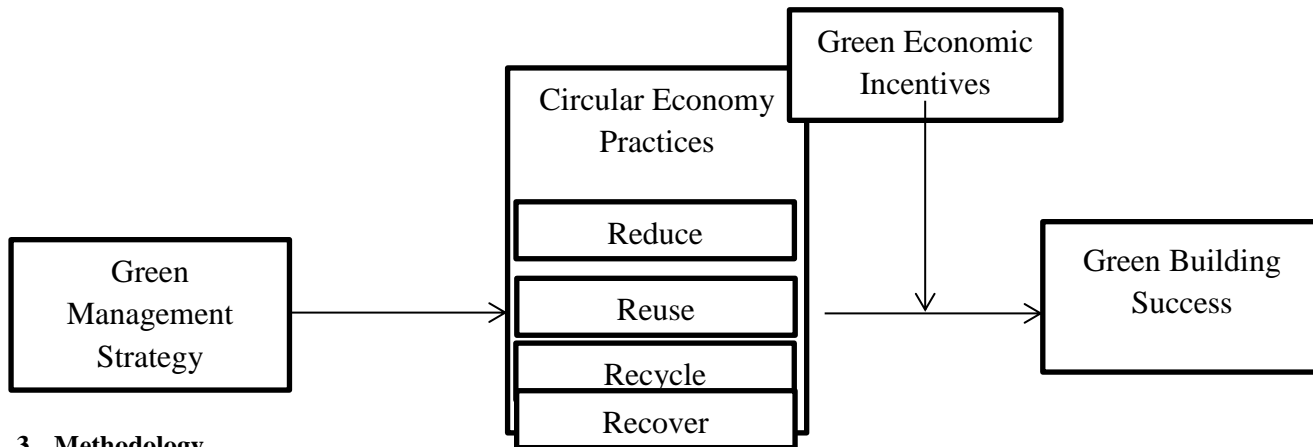 Green Economic
Incentives
Circular Economy
Practices
Reduce
Green
Management
Strategy
Reuse
Green Building
Success
Recycle
Recover
3. Methodology